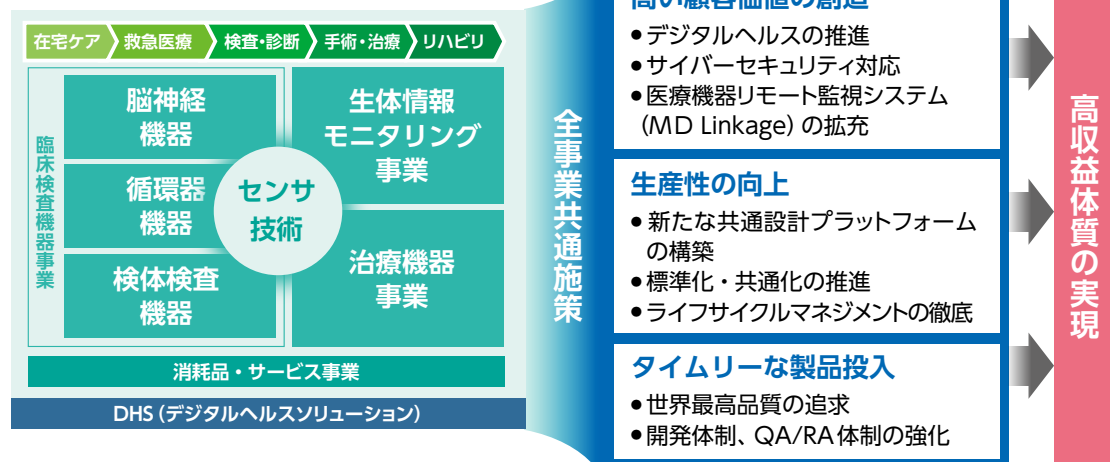 在宅ケア
救急医療
検査・診断
手術・治療
リハビリ
臨床検査機器事業
脳神経
機器
循環器
機器
検体検査
機器
センサ
技術
生体情報
モニタリング
事業
治療機器
事業
消耗品・サービス事業
DHS（デジタルヘルスソリューション）
全事業共通施策
高い顧客価値の創造
•デジタルヘルスの推進
•サイバーセキュリティ対応
•医療機器リモート監視システム
（MD Linkage）の拡充
生産性の向上
•新たな共通設計プラットフォーム
の構築
•標準化・共通化の推進
•ライフサイクルマネジメントの徹底
タイムリーな製品投入
•世界最高品質の追求
•開発体制、QA/RA体制の強化
高収益体質の実現